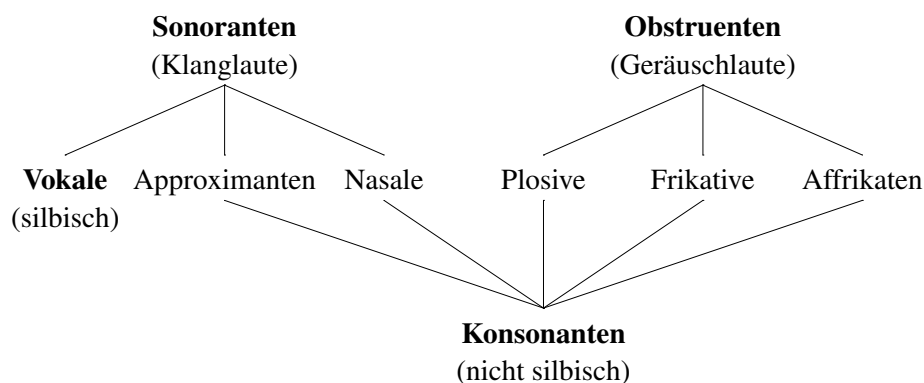 Sonoranten Obstruenten
(Klanglaute) (Geräuschlaute)
Vokale Approximanten Nasale Plosive Frikative Affrikaten
(silbisch)
Konsonanten
(nicht silbisch)